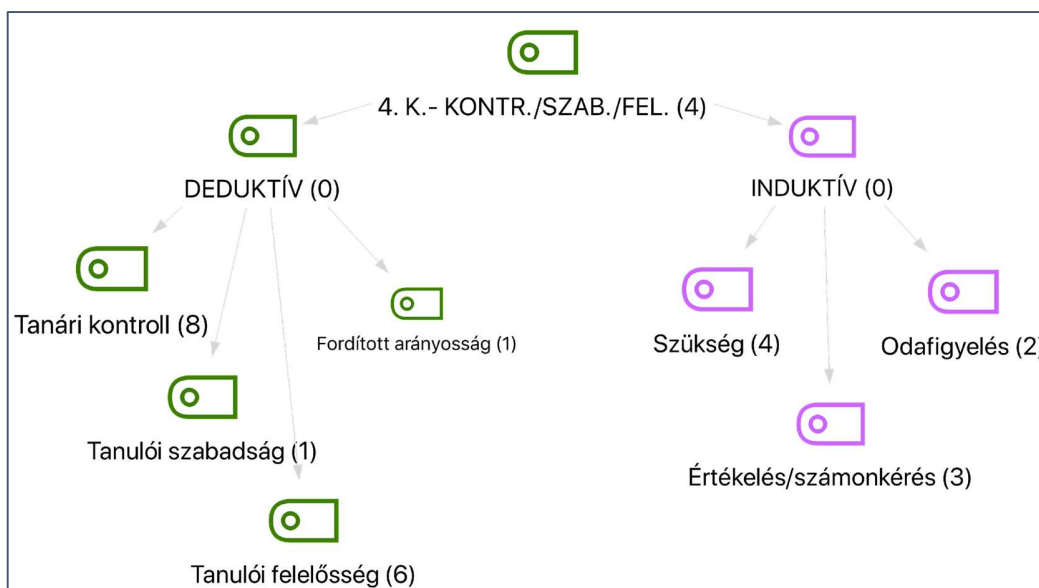 4. K.- KONTR./SZAB./FEL. (4)
DEDUKTÍV (0)
INDUKTÍV (0)
Tanári kontroll (8)
Fordított arányosság (1)
Szükség (4)
Odafigyelés (2)
Tanulói szabadság (1)
Értékelés/számonkérés (3)
Tanulói felelősség (6)